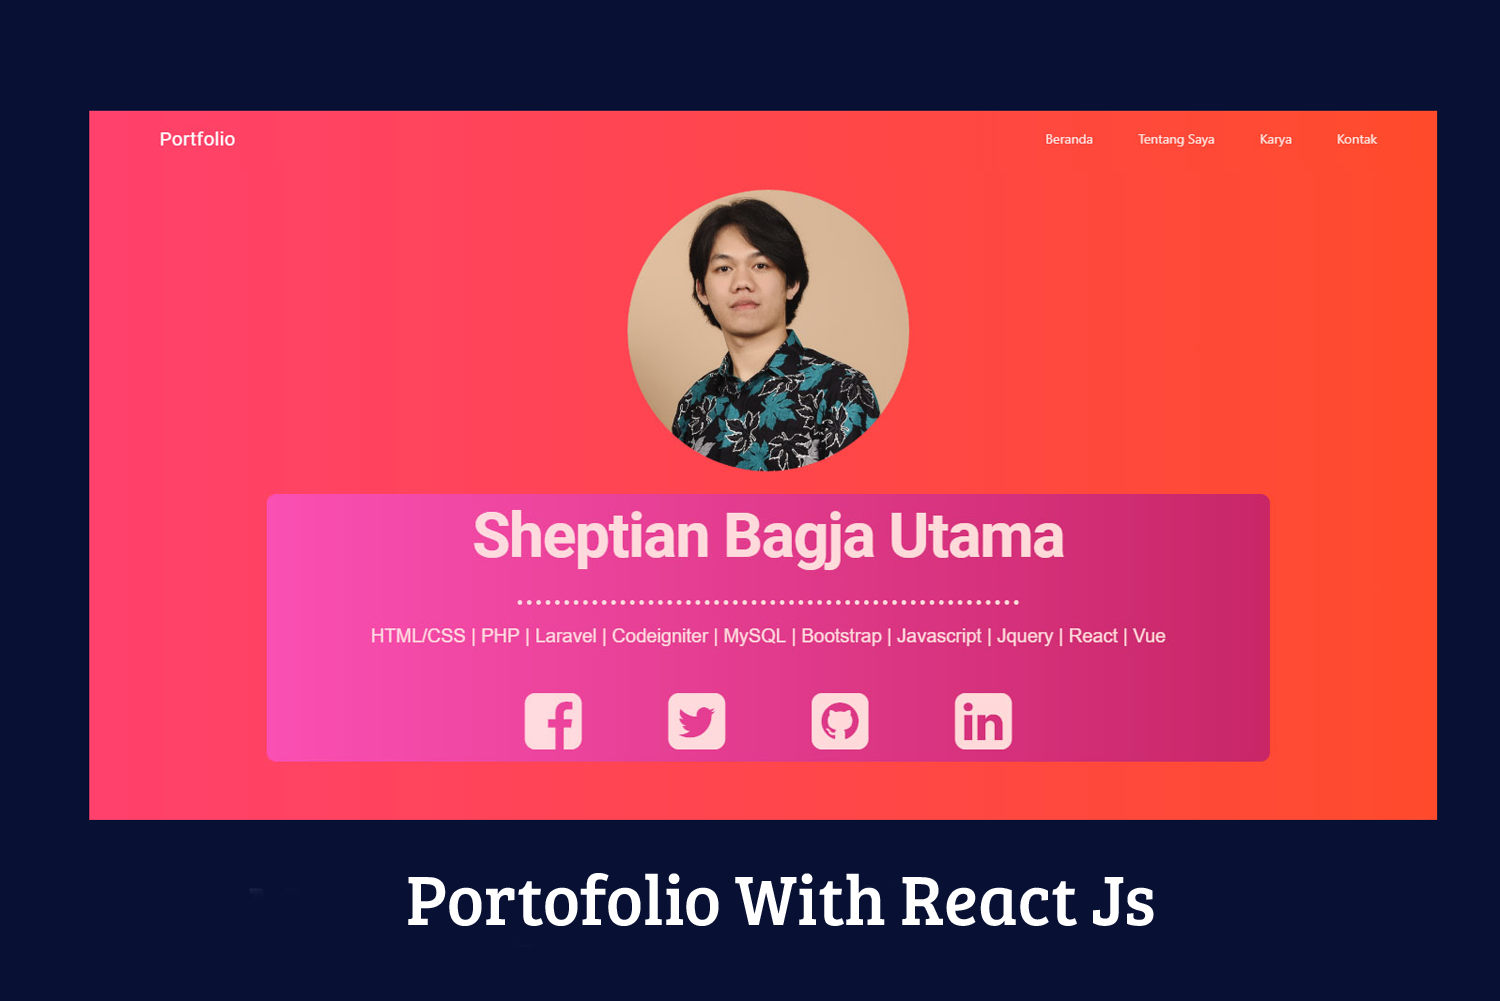 Portfolio
Beranda Tentang Saya Karya Kontak
Sheptian Bagja Utama
HTML/CSS | PHP | Laravel | Codeigniter | MySQL | Bootstrap | Javascript | Jquery | React | Vue
Portofolio With React Js